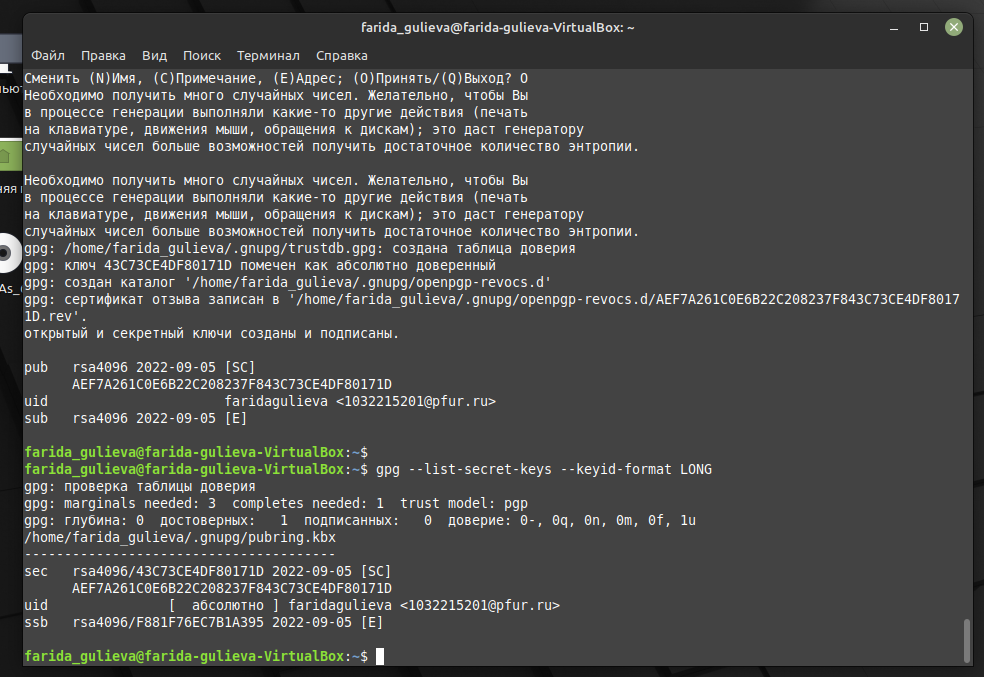 farida_gulieva@farida-gulieva-VirtualBox: ~
Файл Правка Вид Поиск Терминал Справка
Сменить (N)Имя, (C)Примечание, (E)Адрес; (O)Принять/(Q)Выход? O
Необходимо получить много случайных чисел. Желательно, чтобы Вы
в процессе генерации выполняли какие-то другие действия (печать
на клавиатуре, движения мыши, обращения к дискам); это даст генератору
случайных чисел больше возможностей получить достаточное количество энтропии.
Необходимо получить много случайных чисел. Желательно, чтобы Вы
в процессе генерации выполняли какие-то другие действия (печать
на клавиатуре, движения мыши, обращения к дискам); это даст генератору
случайных чисел больше возможностей получить достаточное количество энтропии.
gpg: /home/farida_gulieva/.gnupg/trustdb.gpg: создана таблица доверия
gpg: ключ 43C73CE4DF80171D помечен как абсолютно доверенный
gpg: создан каталог '/home/farida_gulieva/.gnupg/openpgp-revocs.d'
gpg: сертификат отзыва записан в '/home/farida_gulieva/.gnupg/openpgp-revocs.d/AEF7A261C0E6B22C208237F843C73CE4DF8017
1D.rev'.
открытый и секретный ключи созданы и подписаны.
pub   rsa4096 2022-09-05 [SC]
      AEF7A261C0E6B22C208237F843C73CE4DF80171D
uid                      faridagulieva <1032215201@pfur.ru>
sub   rsa4096 2022-09-05 [E]
farida_gulieva@farida-gulieva-VirtualBox:~$
farida_gulieva@farida-gulieva-VirtualBox:~$ gpg --list-secret-keys --keyid-format LONG
gpg: проверка таблицы доверия
gpg: marginals needed: 3  completes needed: 1  trust model: pgp
gpg: глубина: 0  достоверных:   1  подписанных:   0  доверие: 0-, 0q, 0n, 0m, 0f, 1u
/home/farida_gulieva/.gnupg/pubring.kbx
---------------------------------------
sec   rsa4096/43C73CE4DF80171D 2022-09-05 [SC]
      AEF7A261C0E6B22C208237F843C73CE4DF80171D
uid               [  абсолютно ] faridagulieva <1032215201@pfur.ru>
ssb   rsa4096/F881F76EC7B1A395 2022-09-05 [E]
farida_gulieva@farida-gulieva-VirtualBox:~$